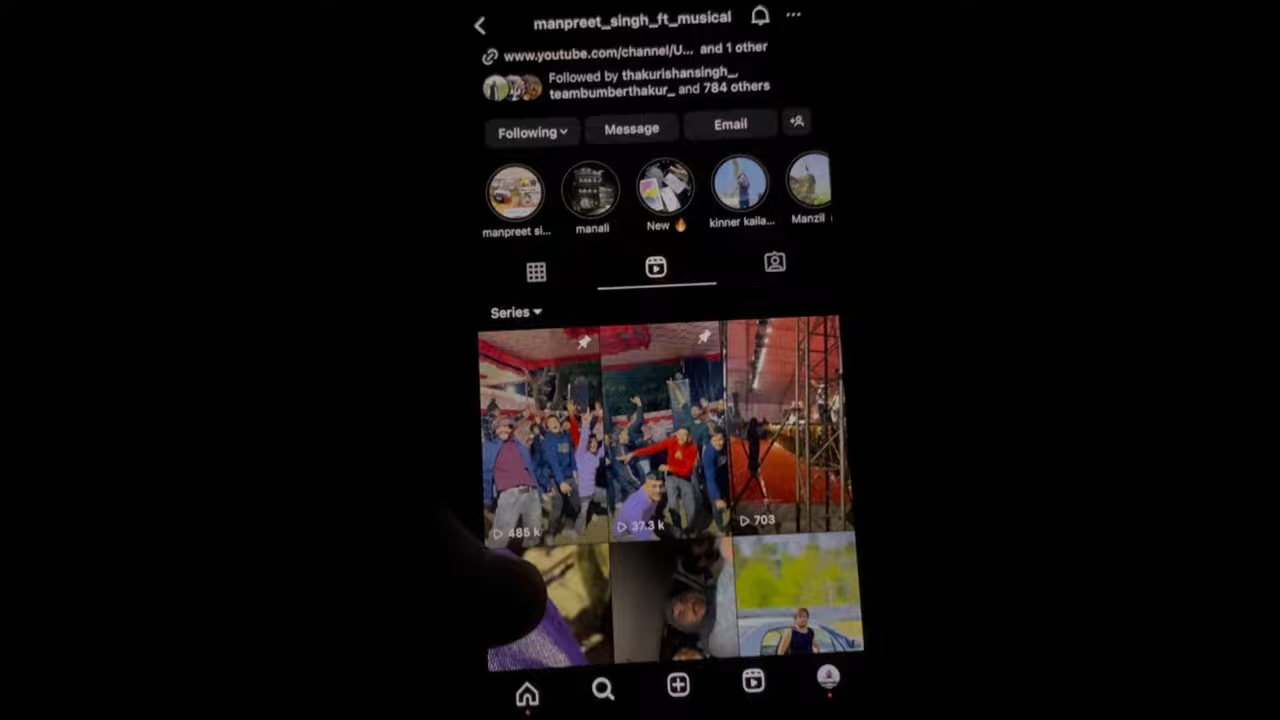 manpreet_singh_ft_musical
www.youtube.com/channel/U... and 1 other
Followed by thakurishansingh_,
teambumberthakur_ and 784 others
Following Message Email
manpreet si... manali New 🔥 kinner kaila... Manzil
Series
485 k 37.3 k 703